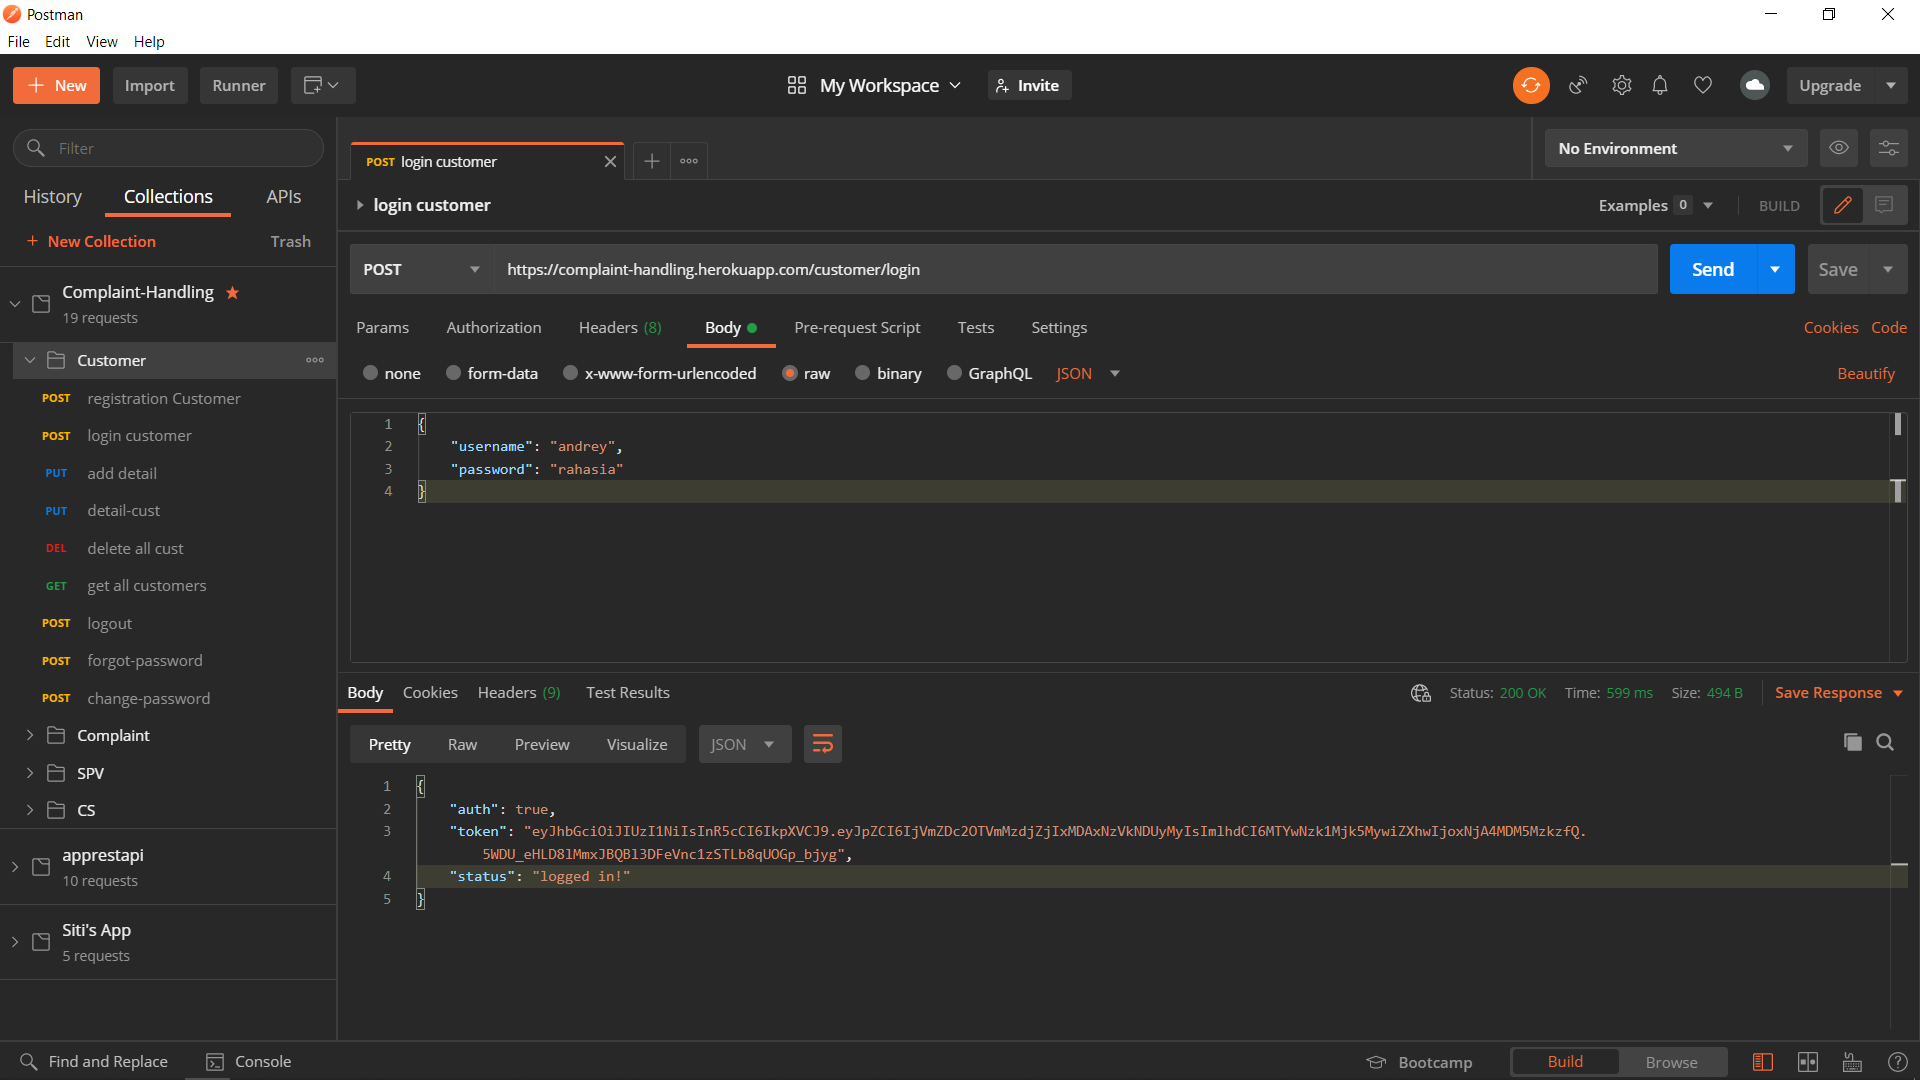 Postman
File Edit View Help
New Import Runner
My Workspace Invite
Upgrade
Filter
History Collections APIs
+ New Collection Trash
Complaint-Handling
19 requests
Customer
POST registration Customer
POST login customer
PUT add detail
PUT detail-cust
DEL delete all cust
GET get all customers
POST logout
POST forgot-password
POST change-password
Complaint
SPV
CS
apprestapi
10 requests
Siti's App
5 requests
POST login customer
No Environment
login customer
Examples 0 BUILD
POST https://complaint-handling.herokuapp.com/customer/login
Send Save
Params Authorization Headers (8) Body Pre-request Script Tests Settings
Cookies Code
none form-data x-www-form-urlencoded raw binary GraphQL JSON
Beautify
1 {
2 "username": "andrey",
3 "password": "rahasia"
4 }
Body Cookies Headers (9) Test Results
Status: 200 OK Time: 599 ms Size: 494 B Save Response
Pretty Raw Preview Visualize JSON
1 {
2 "auth": true,
3 "token": "eyJhbGciOiJIUzI1NiIsInR5cCI6IkpXVCJ9.eyJpZCI6IjVmZDc2OTVmMzdjZjIxMDAxNzVkNDUyMyIsImlhdCI6MTYwNzk1Mjk5MywiZXhwIjoxNjA4MDM5MzkzfQ.
5WDU_eHLD8lMmxJBQBl3DFeVnc1zSTLb8qUOGp_bjyg",
4 "status": "logged in!"
5 }
Find and Replace Console
Bootcamp Build Browse